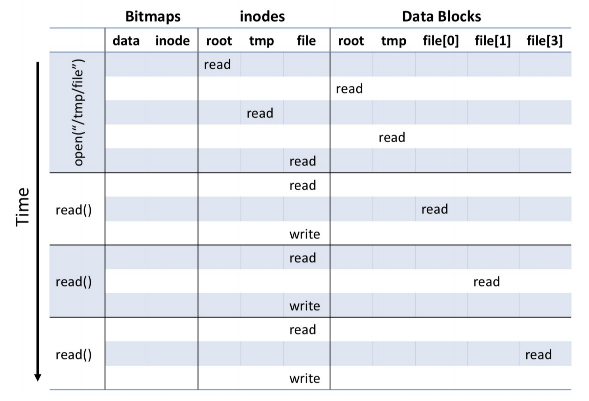 Bitmaps inodes Data Blocks
data inode root tmp file root tmp file[0] file[1] file[3]
Time
open("/tmp/file")
read
read
read
read
read
read
read() read
write
read
read() read
write
read
read() read
write